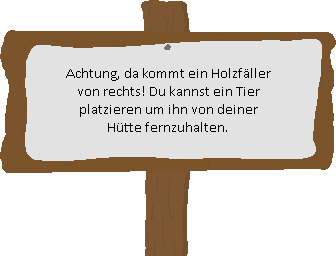 Achtung, da kommt ein Holzfäller
von rechts! Du kannst ein Tier
platzieren um ihn von deiner
Hütte fernzuhalten.